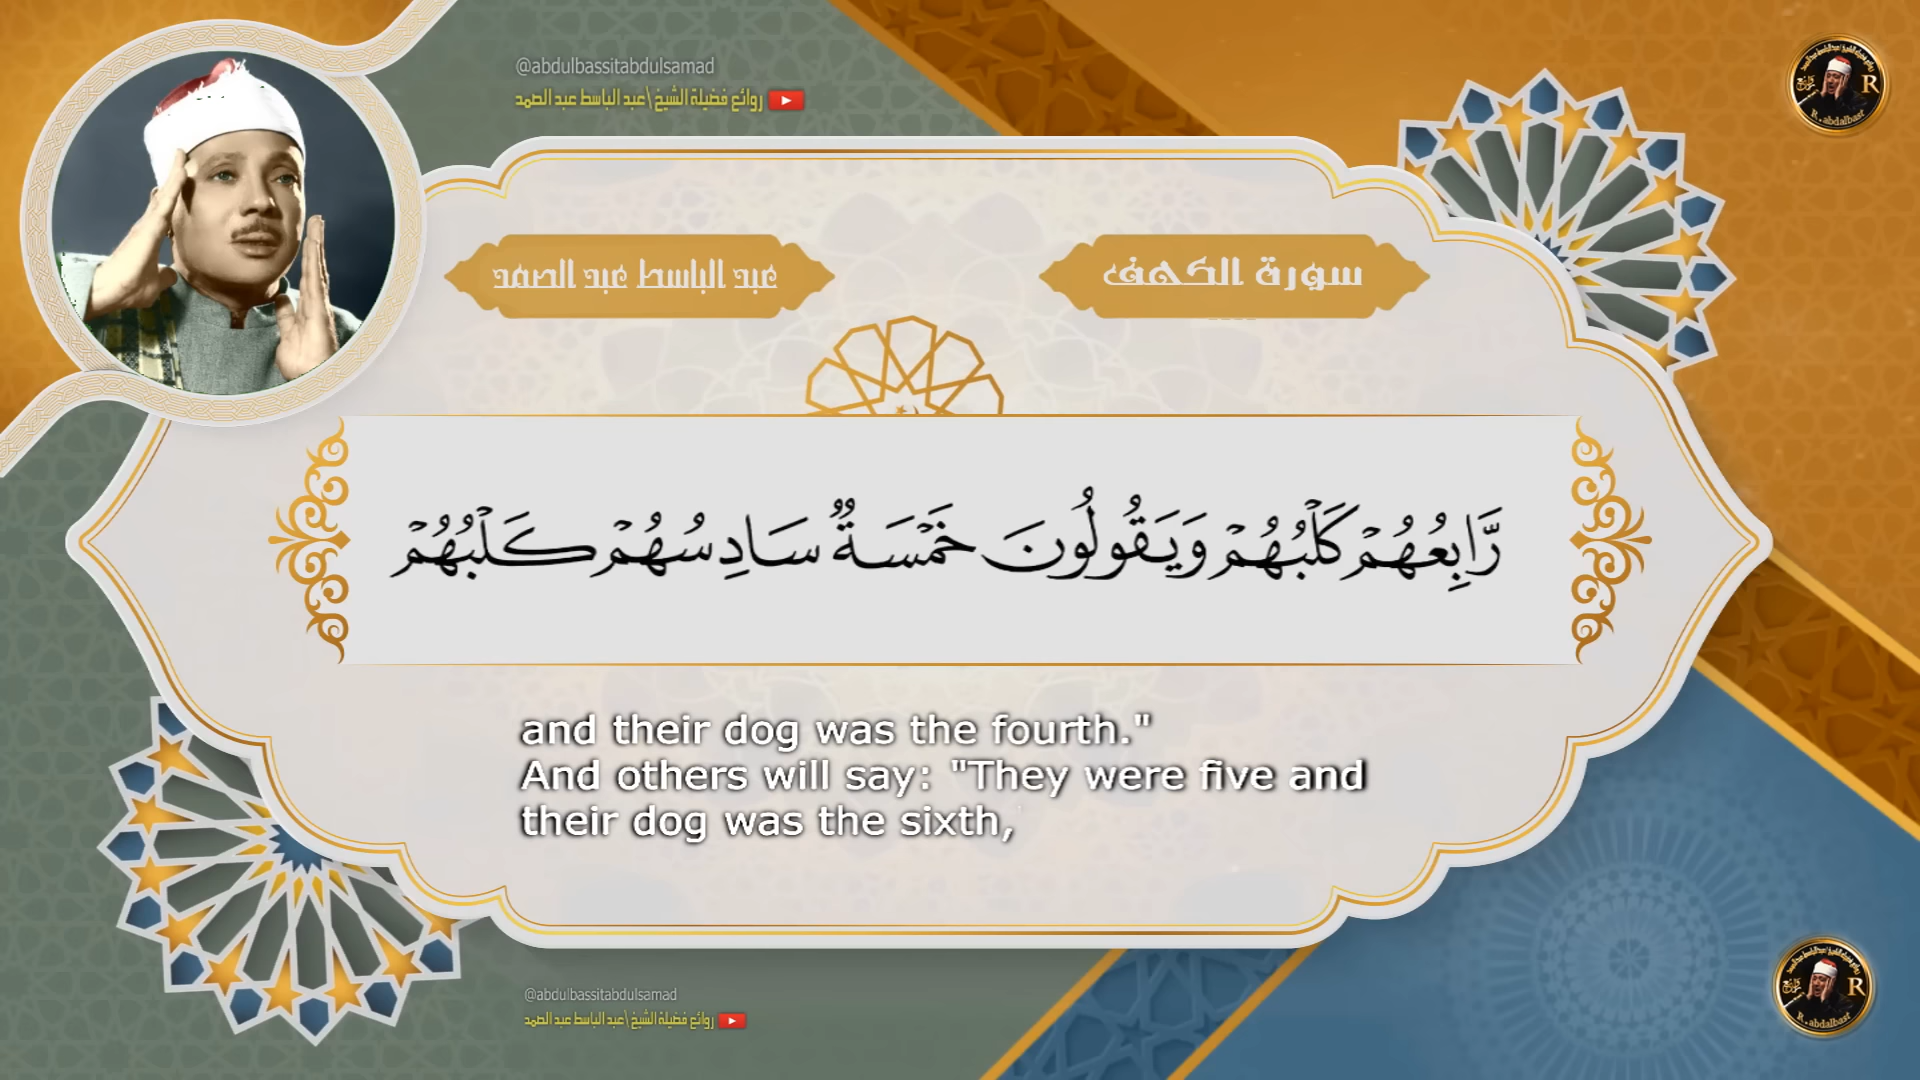 @abdulbassitabdulsamad
روائع فضيلة الشيخ \ عبد الباسط عبد الصمد
R
R.abdalbast
سورة الكهف
عبد الباسط عبد الصمد
رَّابِعُهُمْ كَلْبُهُمْ وَيَقُولُونَ خَمْسَةٌ سَادِسُهُمْ كَلْبُهُمْ
and their dog was the fourth."
And others will say: "They were five and
their dog was the sixth,
@abdulbassitabdulsamad
روائع فضيلة الشيخ \ عبد الباسط عبد الصمد
R
R.abdalbast